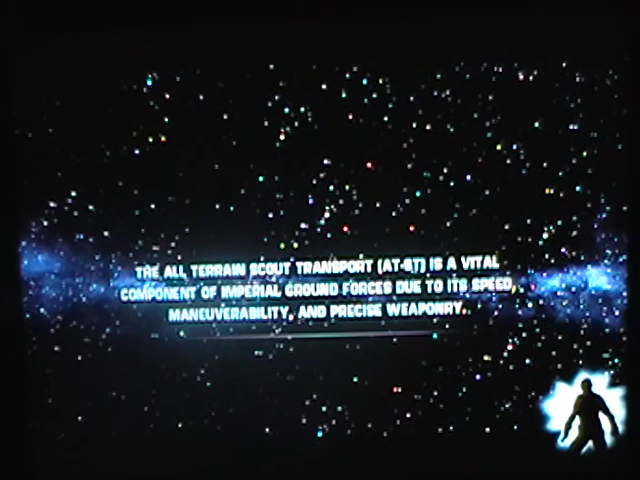 THE ALL TERRAIN SCOUT TRANSPORT (AT-ST) IS A VITAL
COMPONENT OF IMPERIAL GROUND FORCES DUE TO ITS SPEED,
MANEUVERABILITY, AND PRECISE WEAPONRY.